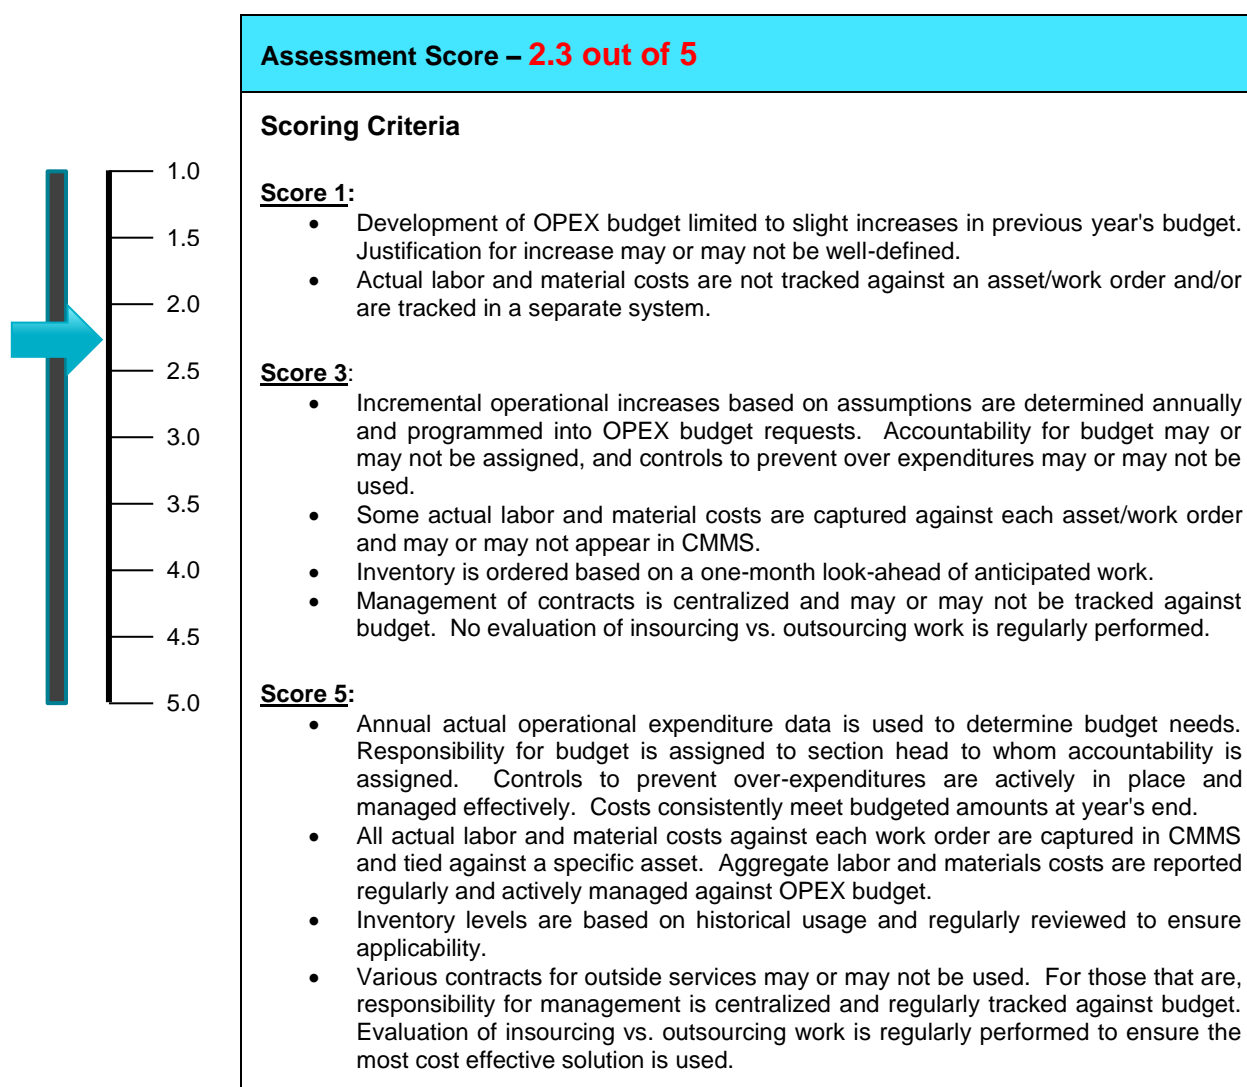 Assessment Score – 2.3 out of 5
Scoring Criteria
1.0
1.5
2.0
2.5
3.0
3.5
4.0
4.5
5.0
Score 1:
• Development of OPEX budget limited to slight increases in previous year's budget.
Justification for increase may or may not be well-defined.
• Actual labor and material costs are not tracked against an asset/work order and/or
are tracked in a separate system.
Score 3:
• Incremental operational increases based on assumptions are determined annually
and programmed into OPEX budget requests. Accountability for budget may or
may not be assigned, and controls to prevent over expenditures may or may not be
used.
• Some actual labor and material costs are captured against each asset/work order
and may or may not appear in CMMS.
• Inventory is ordered based on a one-month look-ahead of anticipated work.
• Management of contracts is centralized and may or may not be tracked against
budget. No evaluation of insourcing vs. outsourcing work is regularly performed.
Score 5:
• Annual actual operational expenditure data is used to determine budget needs.
Responsibility for budget is assigned to section head to whom accountability is
assigned. Controls to prevent over-expenditures are actively in place and
managed effectively. Costs consistently meet budgeted amounts at year's end.
• All actual labor and material costs against each work order are captured in CMMS
and tied against a specific asset. Aggregate labor and materials costs are reported
regularly and actively managed against OPEX budget.
• Inventory levels are based on historical usage and regularly reviewed to ensure
applicability.
• Various contracts for outside services may or may not be used. For those that are,
responsibility for management is centralized and regularly tracked against budget.
Evaluation of insourcing vs. outsourcing work is regularly performed to ensure the
most cost effective solution is used.